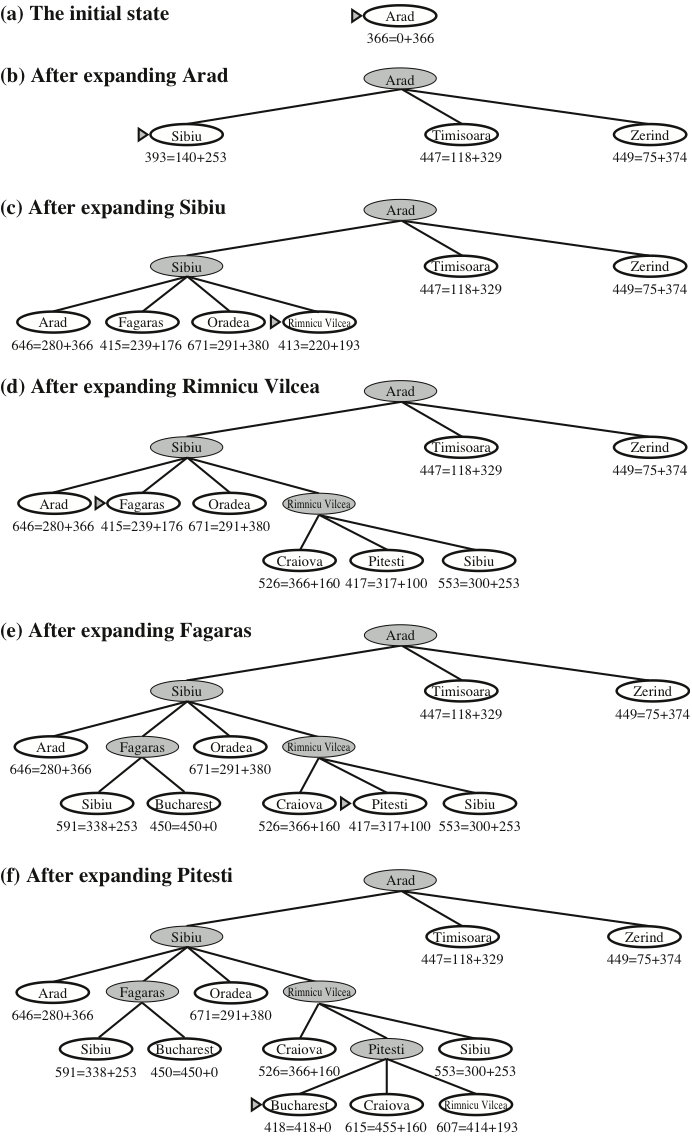 (a) The initial state
Arad
366=0+366
(b) After expanding Arad
Arad
Sibiu Timisoara Zerind
393=140+253 447=118+329 449=75+374
(c) After expanding Sibiu
Arad
Sibiu Timisoara Zerind
447=118+329 449=75+374
Arad Fagaras Oradea Rimnicu Vilcea
646=280+366 415=239+176 671=291+380 413=220+193
(d) After expanding Rimnicu Vilcea
Arad
Sibiu Timisoara Zerind
447=118+329 449=75+374
Arad Fagaras Oradea Rimnicu Vilcea
646=280+366 415=239+176 671=291+380
Craiova Pitesti Sibiu
526=366+160 417=317+100 553=300+253
(e) After expanding Fagaras
Arad
Sibiu Timisoara Zerind
447=118+329 449=75+374
Arad Fagaras Oradea Rimnicu Vilcea
646=280+366 671=291+380
Sibiu Bucharest Craiova Pitesti Sibiu
591=338+253 450=450+0 526=366+160 417=317+100 553=300+253
(f) After expanding Pitesti
Arad
Sibiu Timisoara Zerind
447=118+329 449=75+374
Arad Fagaras Oradea Rimnicu Vilcea
646=280+366 671=291+380
Sibiu Bucharest Craiova Pitesti Sibiu
591=338+253 450=450+0 526=366+160 553=300+253
Bucharest Craiova Rimnicu Vilcea
418=418+0 615=455+160 607=414+193